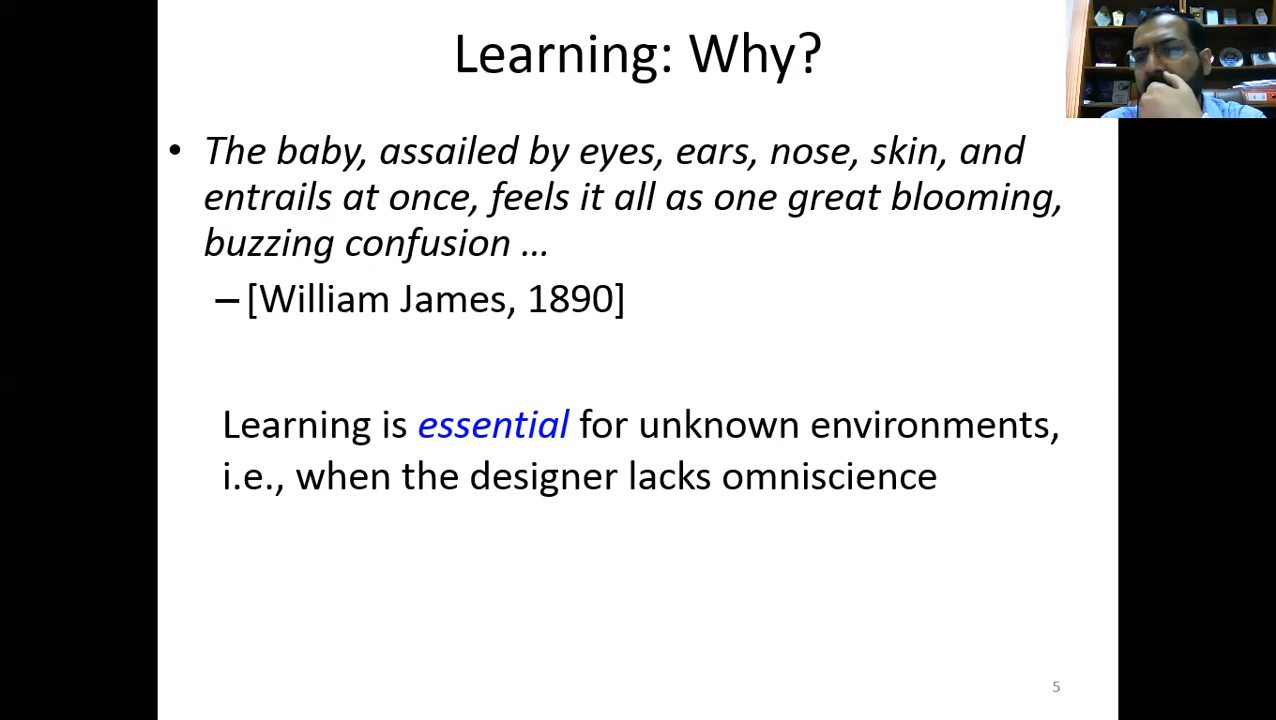 Learning: Why?
• The baby, assailed by eyes, ears, nose, skin, and
entrails at once, feels it all as one great blooming,
buzzing confusion …
– [William James, 1890]
Learning is essential for unknown environments,
i.e., when the designer lacks omniscience
5